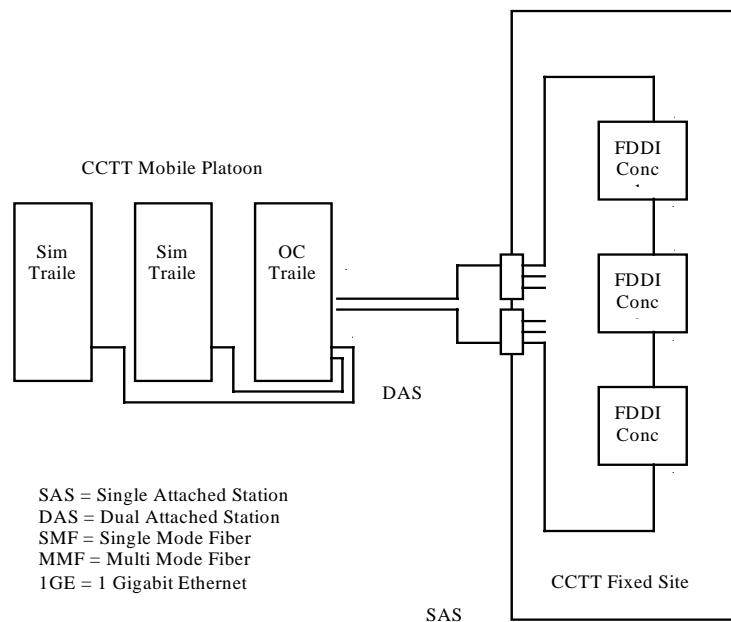 CCTT Mobile Platoon
Sim
Traile
Sim
Traile
OC
Traile
FDDI
Conc
FDDI
Conc
FDDI
Conc
DAS
SAS = Single Attached Station
DAS = Dual Attached Station
SMF = Single Mode Fiber
MMF = Multi Mode Fiber
1GE = 1 Gigabit Ethernet
CCTT Fixed Site
SAS